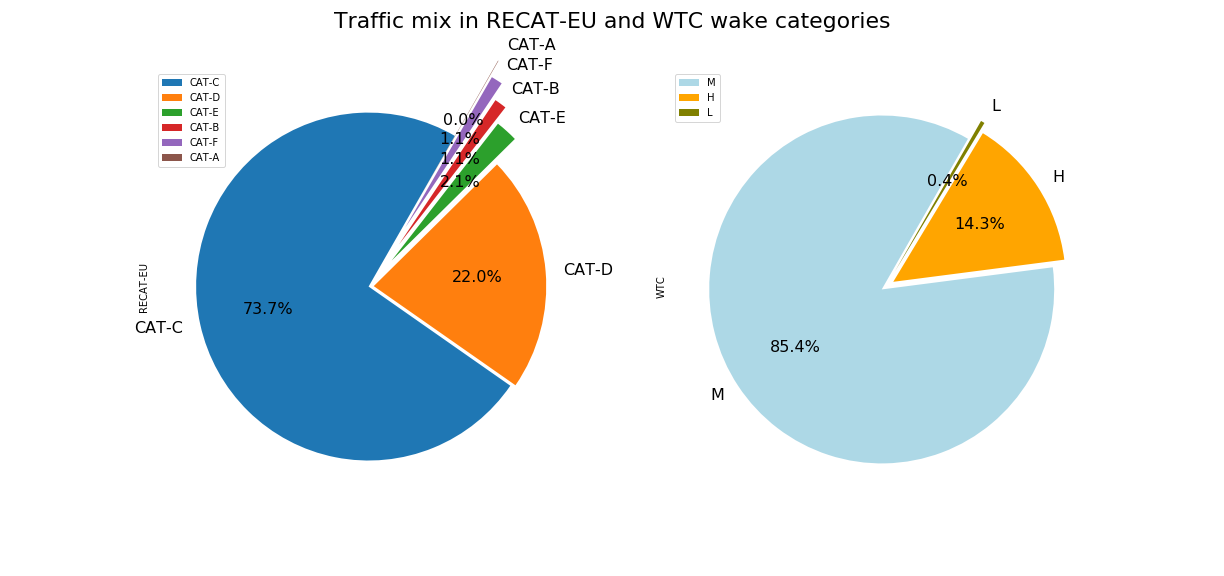 Traffic mix in RECAT-EU and WTC wake categories
CAT-C
CAT-D
CAT-E
CAT-B
CAT-F
CAT-A
CAT-A
CAT-F
CAT-B
CAT-E
0.0%
1.1%
1.1%
2.1%
CAT-D
22.0%
73.7%
CAT-C
RECAT-EU
M
H
L
L
H
0.4%
14.3%
85.4%
M
WTC